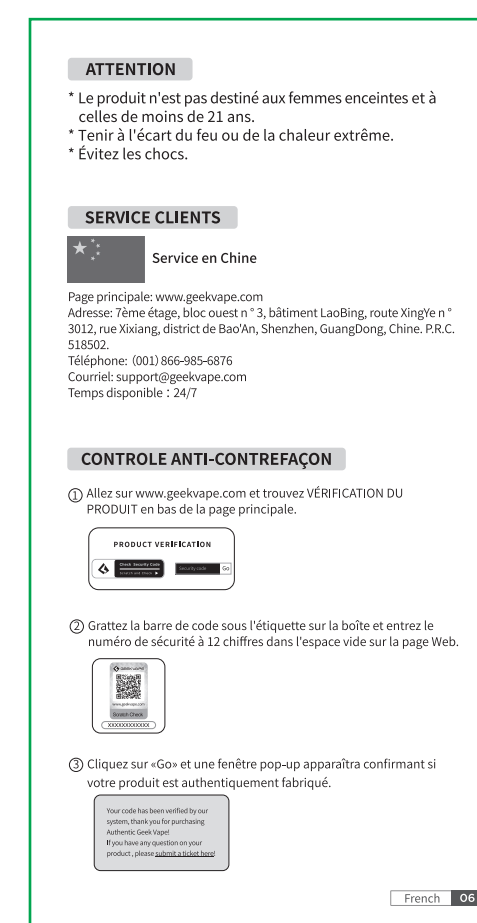 ATTENTION
* Le produit n'est pas destiné aux femmes enceintes et à
celles de moins de 21 ans.
* Tenir à l'écart du feu ou de la chaleur extrême.
* Évitez les chocs.
SERVICE CLIENTS
Service en Chine
Page principale: www.geekvape.com
Adresse: 7ème étage, bloc ouest n ° 3, bâtiment LaoBing, route XingYe n °
3012, rue Xixiang, district de Bao'An, Shenzhen, GuangDong, Chine. P.R.C.
518502.
Téléphone: (001) 866-985-6876
Courriel: support@geekvape.com
Temps disponible : 24/7
CONTROLE ANTI-CONTREFAÇON
① Allez sur www.geekvape.com et trouvez VÉRIFICATION DU
PRODUIT en bas de la page principale.
PRODUCT VERIFICATION
Check Security Code
Scratch and Check
Security code Go
② Grattez la barre de code sous l'étiquette sur la boîte et entrez le
numéro de sécurité à 12 chiffres dans l'espace vide sur la page Web.
GEEKVAPE
www.geekvape.com
Scratch Check
XXXXXXXXXXXX
③ Cliquez sur «Go» et une fenêtre pop-up apparaîtra confirmant si
votre produit est authentiquement fabriqué.
Your code has been verified by our
system, thank you for purchasing
Authentic Geek Vape!
If you have any question on your
product , please submit a ticket here!
French 06